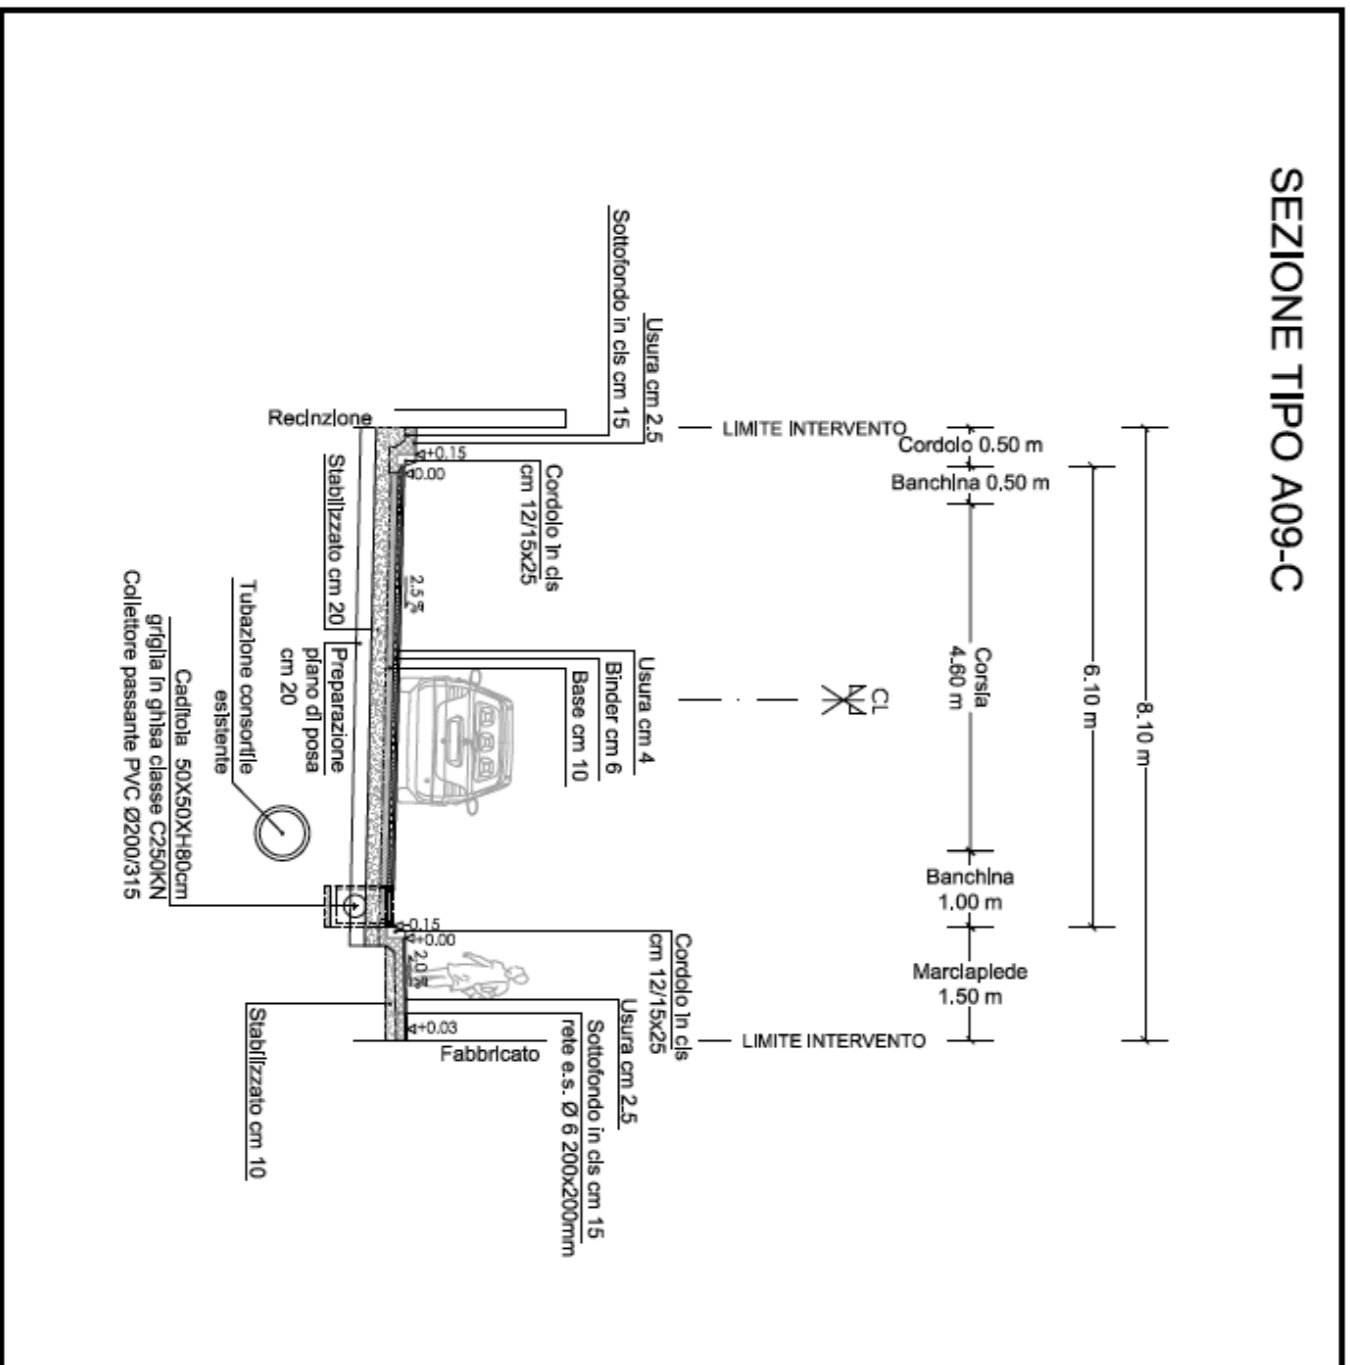 SEZIONE TIPO A09-C
8.10 m
6.10 m
LIMITE INTERVENTO
Cordolo 0.50 m
Banchina 0.50 m
Corsia
4.60 m
Banchina
1.00 m
Marciapiede
1.50 m
LIMITE INTERVENTO
CL
Usura cm 2.5
Sottofondo in cls cm 15
Cordolo in cls
cm 12/15x25
Usura cm 4
Binder cm 6
Base cm 10
Cordolo in cls
cm 12/15x25
Usura cm 2.5
Sottofondo in cls cm 15
rete e.s. Ø 6 200x200mm
Recinzione
+0.15
0.00
2.5%
-0.15
+0.00
2.0%
+0.03
Fabbricato
Stabilizzato cm 20
Preparazione
piano di posa
cm 20
Tubazione consortile
esistente
Caditoia 50X50XH80cm
griglia in ghisa classe C250KN
Collettore passante PVC Ø200/315
Stabilizzato cm 10